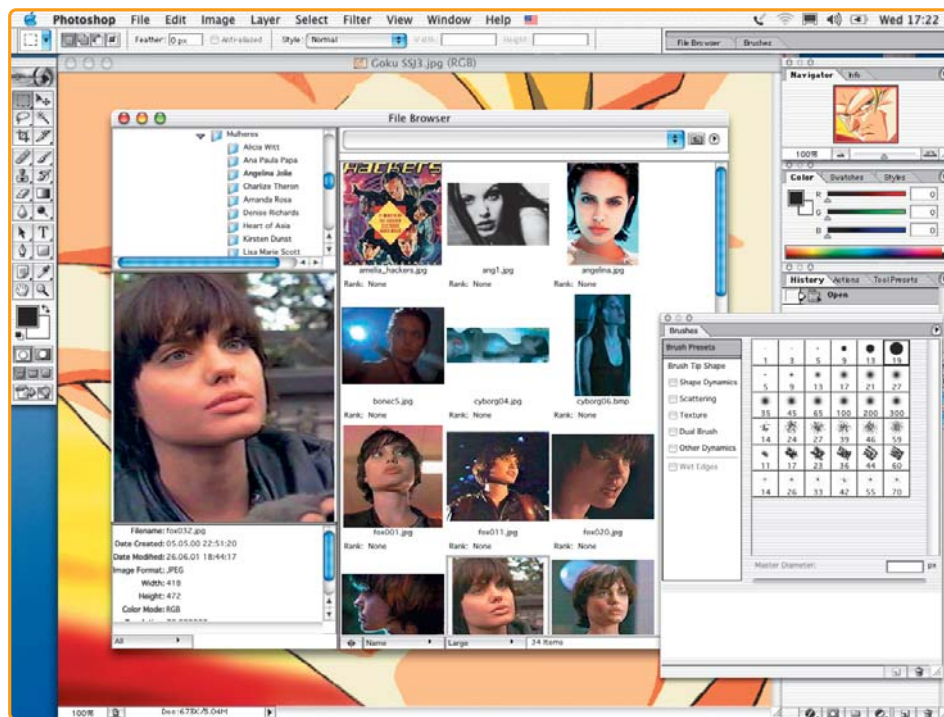 Photoshop File Edit Image Layer Select Filter View Window Help Wed 17:22
Feather: 0 px Anti-aliased Style: Normal Width: Height: File Browser Brushes
Goku SSJ3.jpg (RGB)
File Browser
Mulheres
Alicia Witt
Ana Paula Papa
Angelina Jolie
Charlize Theron
Amanda Rosa
Denise Richards
Heart of Asia
Kirsten Dunst
Lisa Marie Scott
HACKERS
amelia_hackers.jpg ang1.jpg angelina.jpg
Rank: None Rank: None Rank: None
bonec5.jpg cyborg04.jpg cyborg06.bmp
Rank: None Rank: None Rank: None
fox001.jpg fox011.jpg fox020.jpg
Rank: None Rank: None Rank: None
Filename: fox032.jpg
Date Created: 05.05.00 22:51:20
Date Modified: 26.06.01 18:44:17
Image Format: JPEG
Width: 418
Height: 472
Color Mode: RGB
All Name Large 34 Items
Navigator Info
100%
Color Swatches Styles
R 0
G 0
B 0
History Actions Tool Presets
Open
Brushes
Brush Presets
Brush Tip Shape
Shape Dynamics
Scattering
Texture
Dual Brush
Other Dynamics
Wet Edges
1 3 5 9 13 19
5 9 13 17 21 27
35 45 65 100 200 300
14 24 27 39 46 59
11 17 23 36 44 60
14 26 33 42 55 70
Master Diameter: px
100% Doc: 678K/5.04M